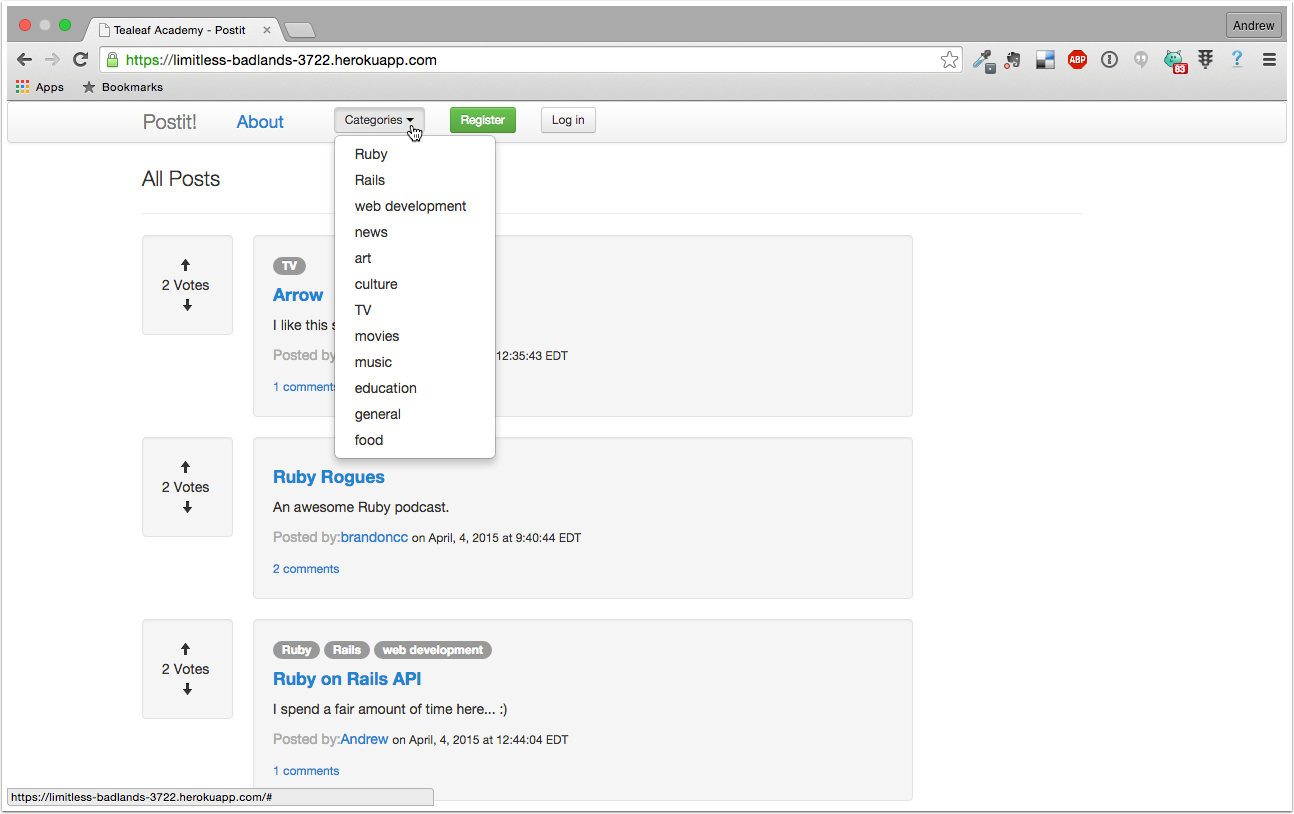 Tealeaf Academy - Postit
Andrew
https://limitless-badlands-3722.herokuapp.com
ABP
83
?
Apps
Bookmarks
Postit!
About
Categories
Register
Log in
Ruby
Rails
web development
news
art
culture
TV
movies
music
education
general
food
All Posts
2 Votes
TV
Arrow
I like this
Posted by
12:35:43 EDT
1 comments
2 Votes
Ruby Rogues
An awesome Ruby podcast.
Posted by:brandoncc on April, 4, 2015 at 9:40:44 EDT
2 comments
2 Votes
Ruby Rails web development
Ruby on Rails API
I spend a fair amount of time here... :)
Posted by:Andrew on April, 4, 2015 at 12:44:04 EDT
1 comments
https://limitless-badlands-3722.herokuapp.com/#